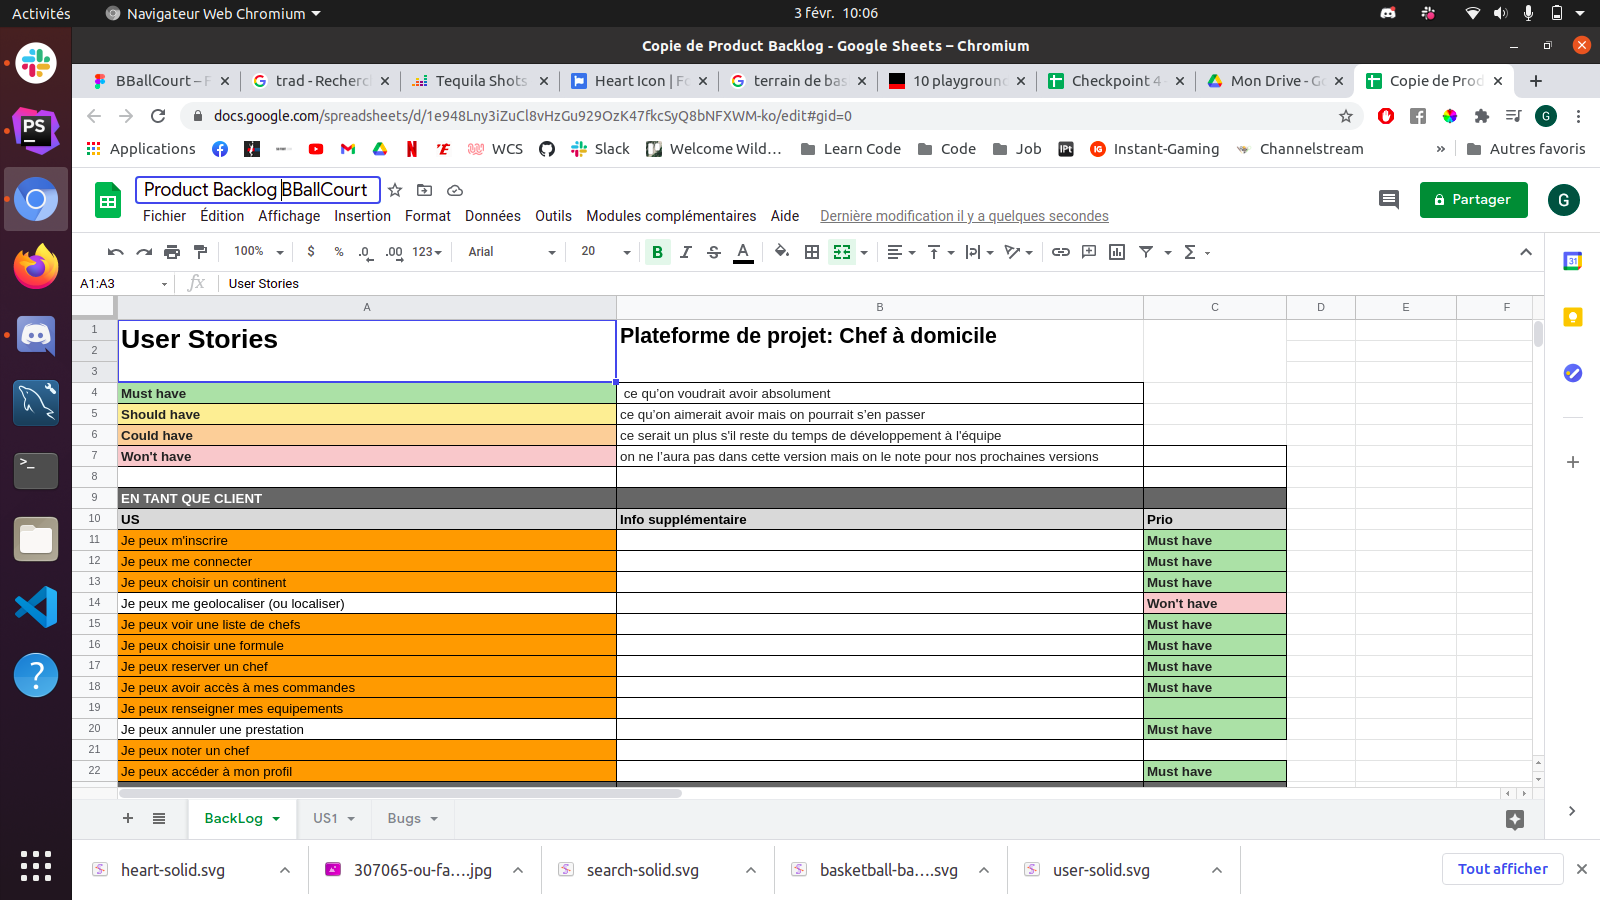 Activités
Navigateur Web Chromium
3 févr. 10:06
Copie de Product Backlog - Google Sheets – Chromium
BBallCourt – F
trad - Recherc
Tequila Shots
Heart Icon | Fo
terrain de bas
10 playground
Checkpoint 4 -
Mon Drive - Go
Copie de Prod
docs.google.com/spreadsheets/d/1e948Lny3iZuCl8vHzGu929OzK47fkcSyQ8bNFXWM-ko/edit#gid=0
Applications
WCS
Slack
Welcome Wild…
Learn Code
Code
Job
Instant-Gaming
Channelstream
»
Autres favoris
Product Backlog BBallCourt
Fichier Édition Affichage Insertion Format Données Outils Modules complémentaires Aide
Dernière modification il y a quelques secondes
Partager
G
100% $ % .0 .00 123 Arial 20 B I S A Σ
A1:A3
fx
User Stories
A B C D E F
1 User Stories Plateforme de projet: Chef à domicile
2
3
4 Must have ce qu’on voudrait avoir absolument
5 Should have ce qu’on aimerait avoir mais on pourrait s’en passer
6 Could have ce serait un plus s'il reste du temps de développement à l'équipe
7 Won't have on ne l’aura pas dans cette version mais on le note pour nos prochaines versions
8
9 EN TANT QUE CLIENT
10 US Info supplémentaire Prio
11 Je peux m'inscrire Must have
12 Je peux me connecter Must have
13 Je peux choisir un continent Must have
14 Je peux me geolocaliser (ou localiser) Won't have
15 Je peux voir une liste de chefs Must have
16 Je peux choisir une formule Must have
17 Je peux reserver un chef Must have
18 Je peux avoir accès à mes commandes Must have
19 Je peux renseigner mes equipements
20 Je peux annuler une prestation Must have
21 Je peux noter un chef
22 Je peux accéder à mon profil Must have
BackLog
US1
Bugs
heart-solid.svg
307065-ou-fa….jpg
search-solid.svg
basketball-ba….svg
user-solid.svg
Tout afficher